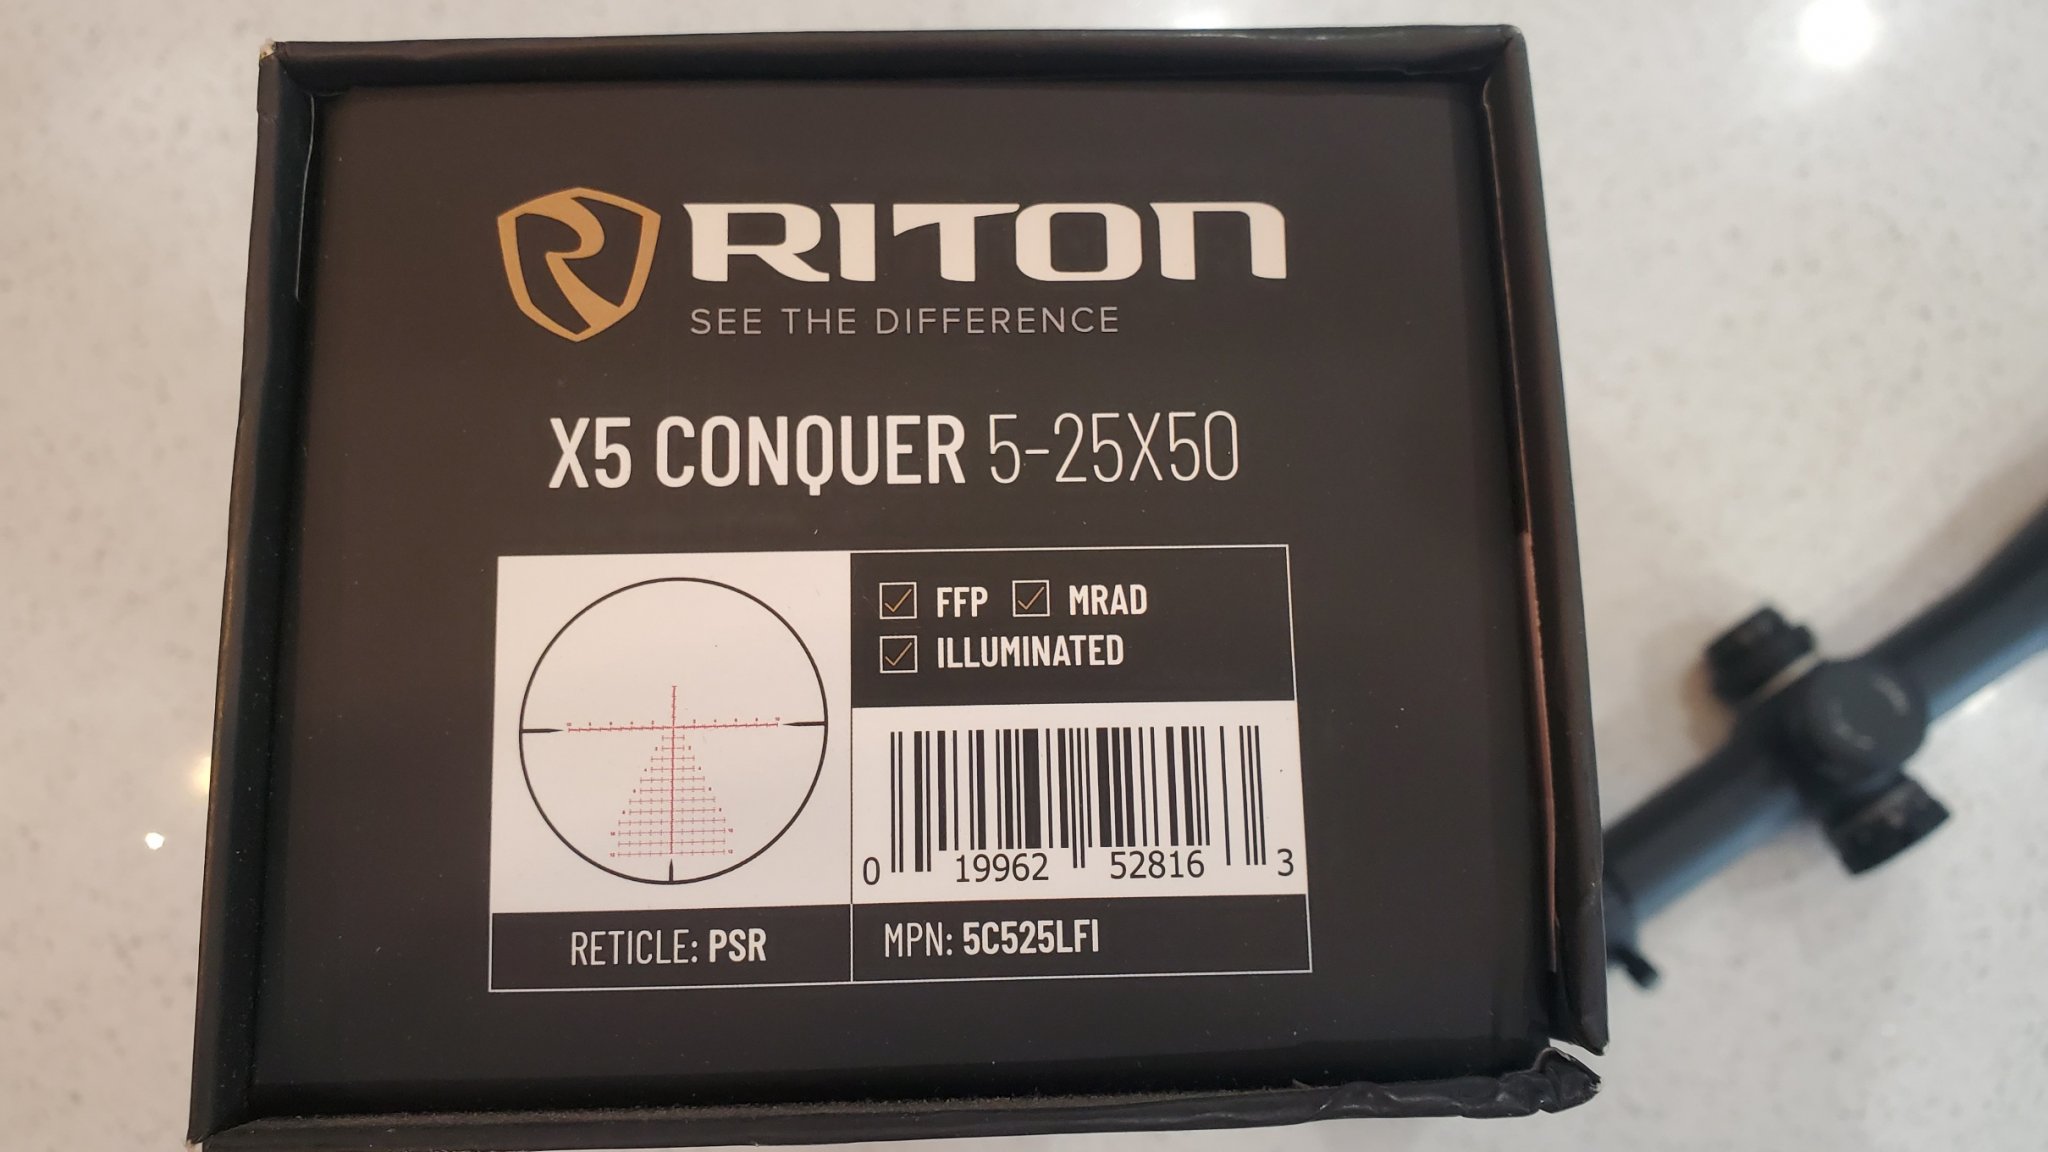 RITON
SEE THE DIFFERENCE
X5 CONQUER 5-25X50
FFP MRAD
ILLUMINATED
0 19962 52816 3
RETICLE: PSR
MPN: 5C525LFI